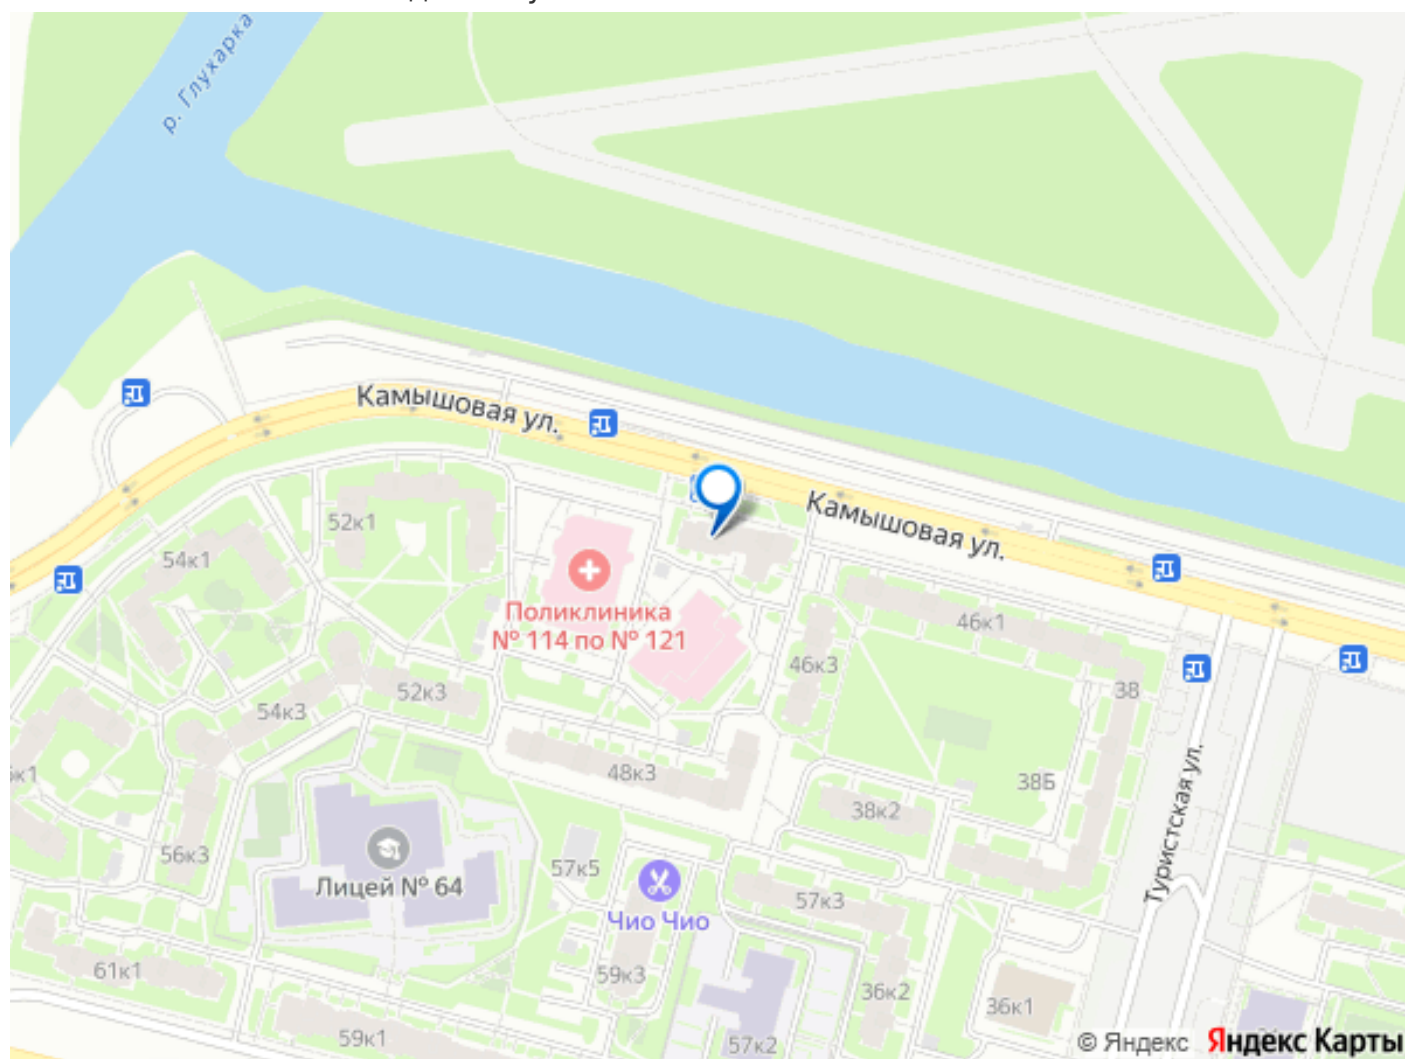 р. Глухарка
Камышовая ул.
Камышовая ул.
52к1
54к1
Поликлиника
№ 114 по № 121
46к1
46к3
38
52к3
54к3
48к3
38Б
38к2
Туристская ул.
56к3
57к5
Лицей № 64
57к3
Чио Чио
61к1
59к3
36к2
36к1
59к1
57к2
© Яндекс Яндекс Карты